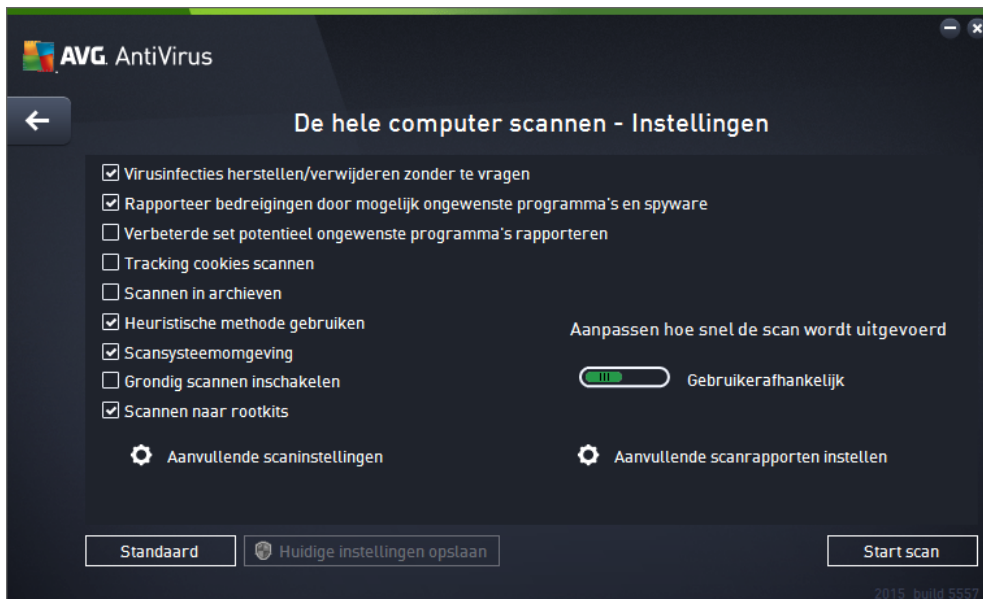 AVG. AntiVirus
De hele computer scannen - Instellingen
Virusinfecties herstellen/verwijderen zonder te vragen
Rapporteer bedreigingen door mogelijk ongewenste programma's en spyware
Verbeterde set potentieel ongewenste programma's rapporteren
Tracking cookies scannen
Scannen in archieven
Heuristische methode gebruiken
Scansysteemomgeving
Grondig scannen inschakelen
Scannen naar rootkits
Aanpassen hoe snel de scan wordt uitgevoerd
Gebruikerafhankelijk
Aanvullende scaninstellingen
Aanvullende scanrapporten instellen
Standaard
Huidige instellingen opslaan
Start scan
2015 build 5557